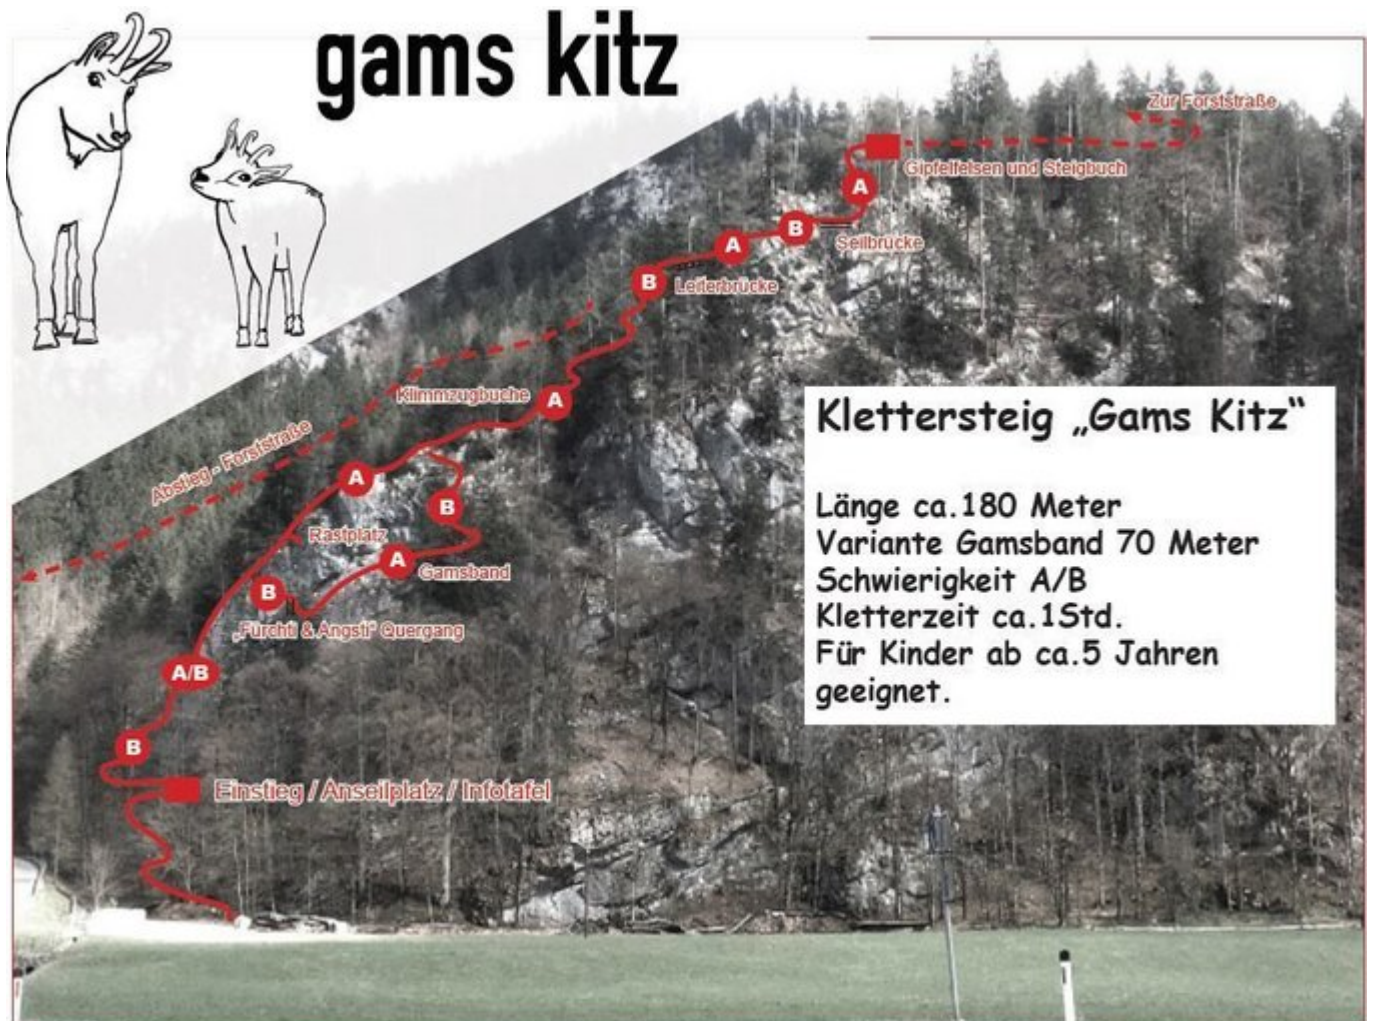 gams kitz
Zur Forststraße
A
Gipfelfelsen und Steigbuch
B
Seilbrücke
A
B
Leiterbrücke
Klimmzugbuche
A
Abstieg - Forststraße
A
B
Rastplatz
A
Gamsband
B
„Fürchti & Angsti“ Quergang
A/B
B
Einstieg / Anseilplatz / Infotafel
Klettersteig „Gams Kitz“
Länge ca.180 Meter
Variante Gamsband 70 Meter
Schwierigkeit A/B
Kletterzeit ca.1Std.
Für Kinder ab ca.5 Jahren
geeignet.